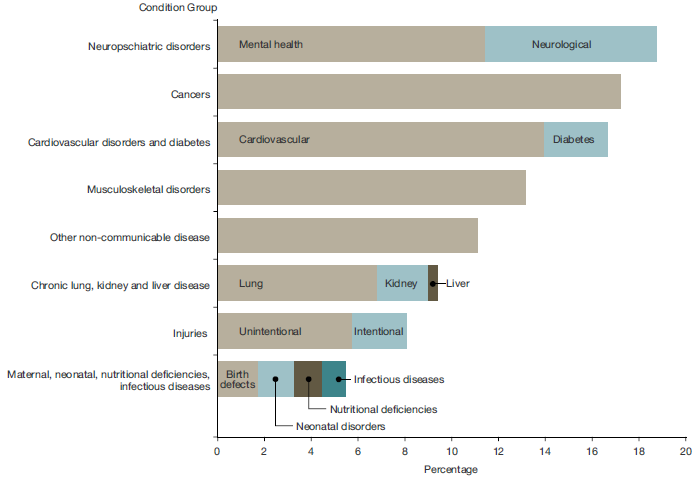 Condition Group
Neuropschiatric disorders
Mental health
Neurological
Cancers
Cardiovascular disorders and diabetes
Cardiovascular
Diabetes
Musculoskeletal disorders
Other non-communicable disease
Chronic lung, kidney and liver disease
Lung
Kidney
Liver
Injuries
Unintentional
Intentional
Maternal, neonatal, nutritional deficiencies,
infectious diseases
Birth
defects
Infectious diseases
Nutritional deficiencies
Neonatal disorders
0 2 4 6 8 10 12 14 16 18 20
Percentage